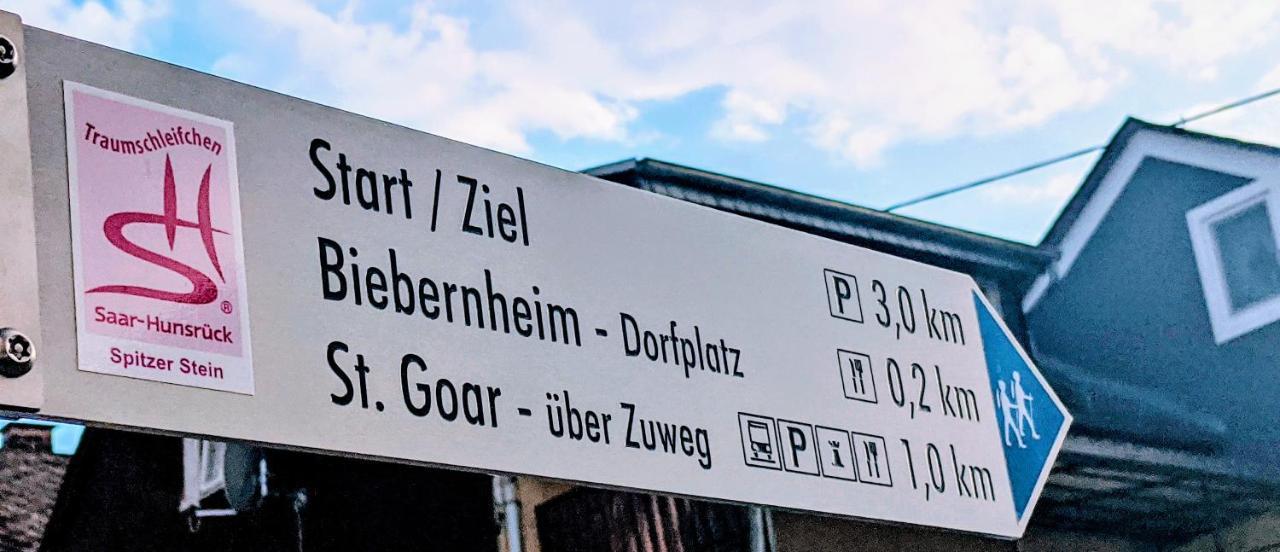 Traumschleifchen
SH
®
Saar-Hunsrück
Spitzer Stein
Start / Ziel P 3,0 km
Biebernheim - Dorfplatz 0,2 km
St. Goar - über Zuweg P 1,0 km